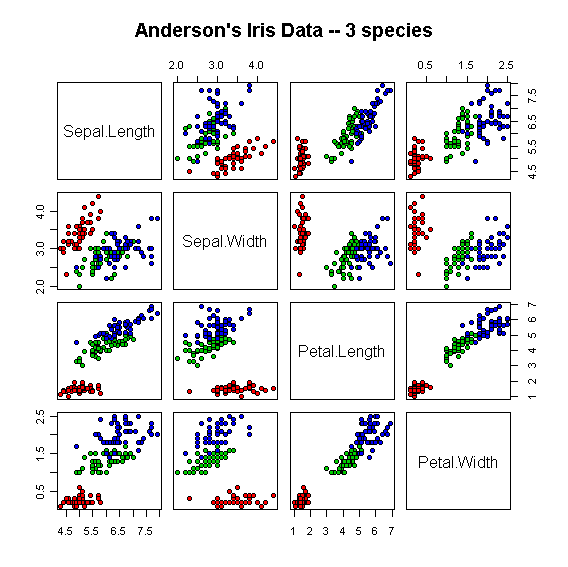 Anderson's Iris Data -- 3 species
2.0 3.0 4.0
0.5 1.5 2.5
Sepal.Length
4.5 5.5 6.5 7.5
2.0 3.0 4.0
Sepal.Width
Petal.Length
1 2 3 4 5 6 7
0.5 1.5 2.5
Petal.Width
4.5 5.5 6.5 7.5
1 2 3 4 5 6 7